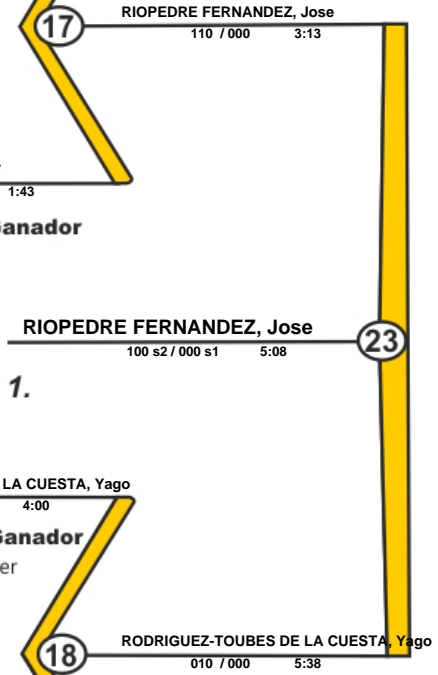 RIOPEDRE FERNANDEZ, Jose
17
110 / 000 3:13
1:43
Ganador
RIOPEDRE FERNANDEZ, Jose
23
100 s2 / 000 s1 5:08
1.
LA CUESTA, Yago
4:00
Ganador
er
RODRIGUEZ-TOUBES DE LA CUESTA, Yago
18
010 / 000 5:38